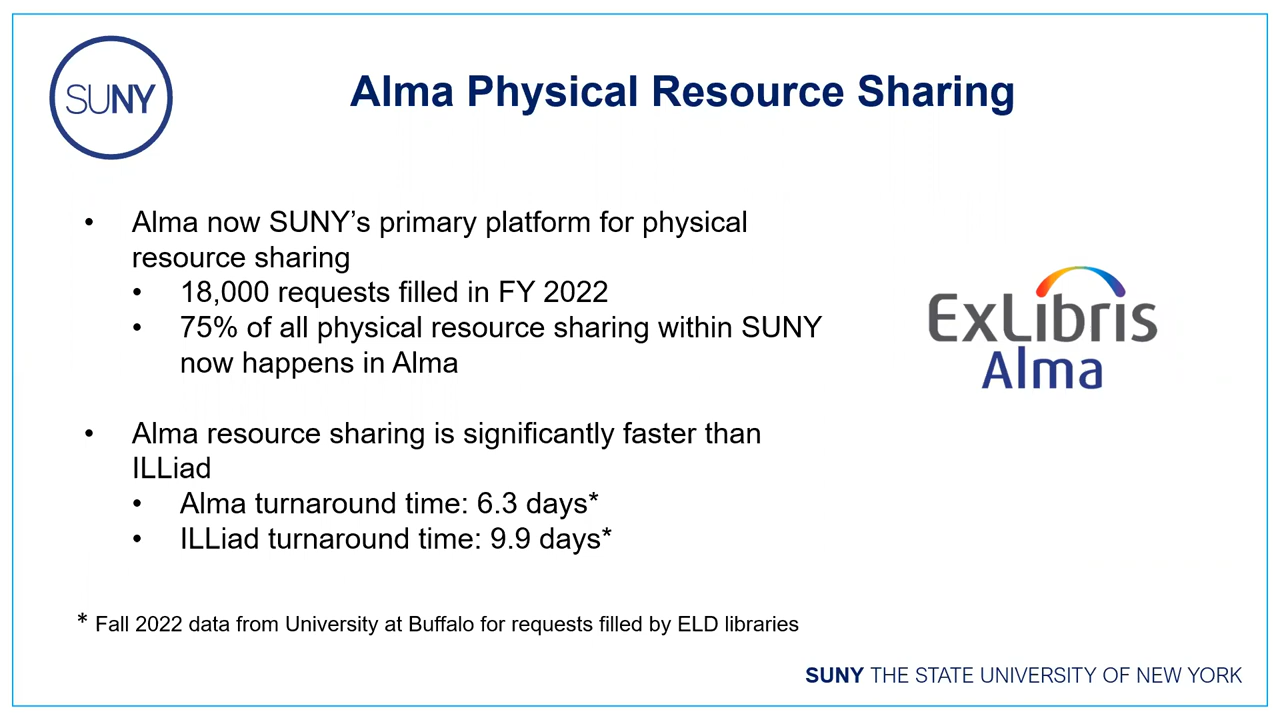 SUNY
Alma Physical Resource Sharing
• Alma now SUNY’s primary platform for physical
resource sharing
• 18,000 requests filled in FY 2022
• 75% of all physical resource sharing within SUNY
now happens in Alma
ExLibris
Alma
• Alma resource sharing is significantly faster than
ILLiad
• Alma turnaround time: 6.3 days*
• ILLiad turnaround time: 9.9 days*
* Fall 2022 data from University at Buffalo for requests filled by ELD libraries
SUNY THE STATE UNIVERSITY OF NEW YORK